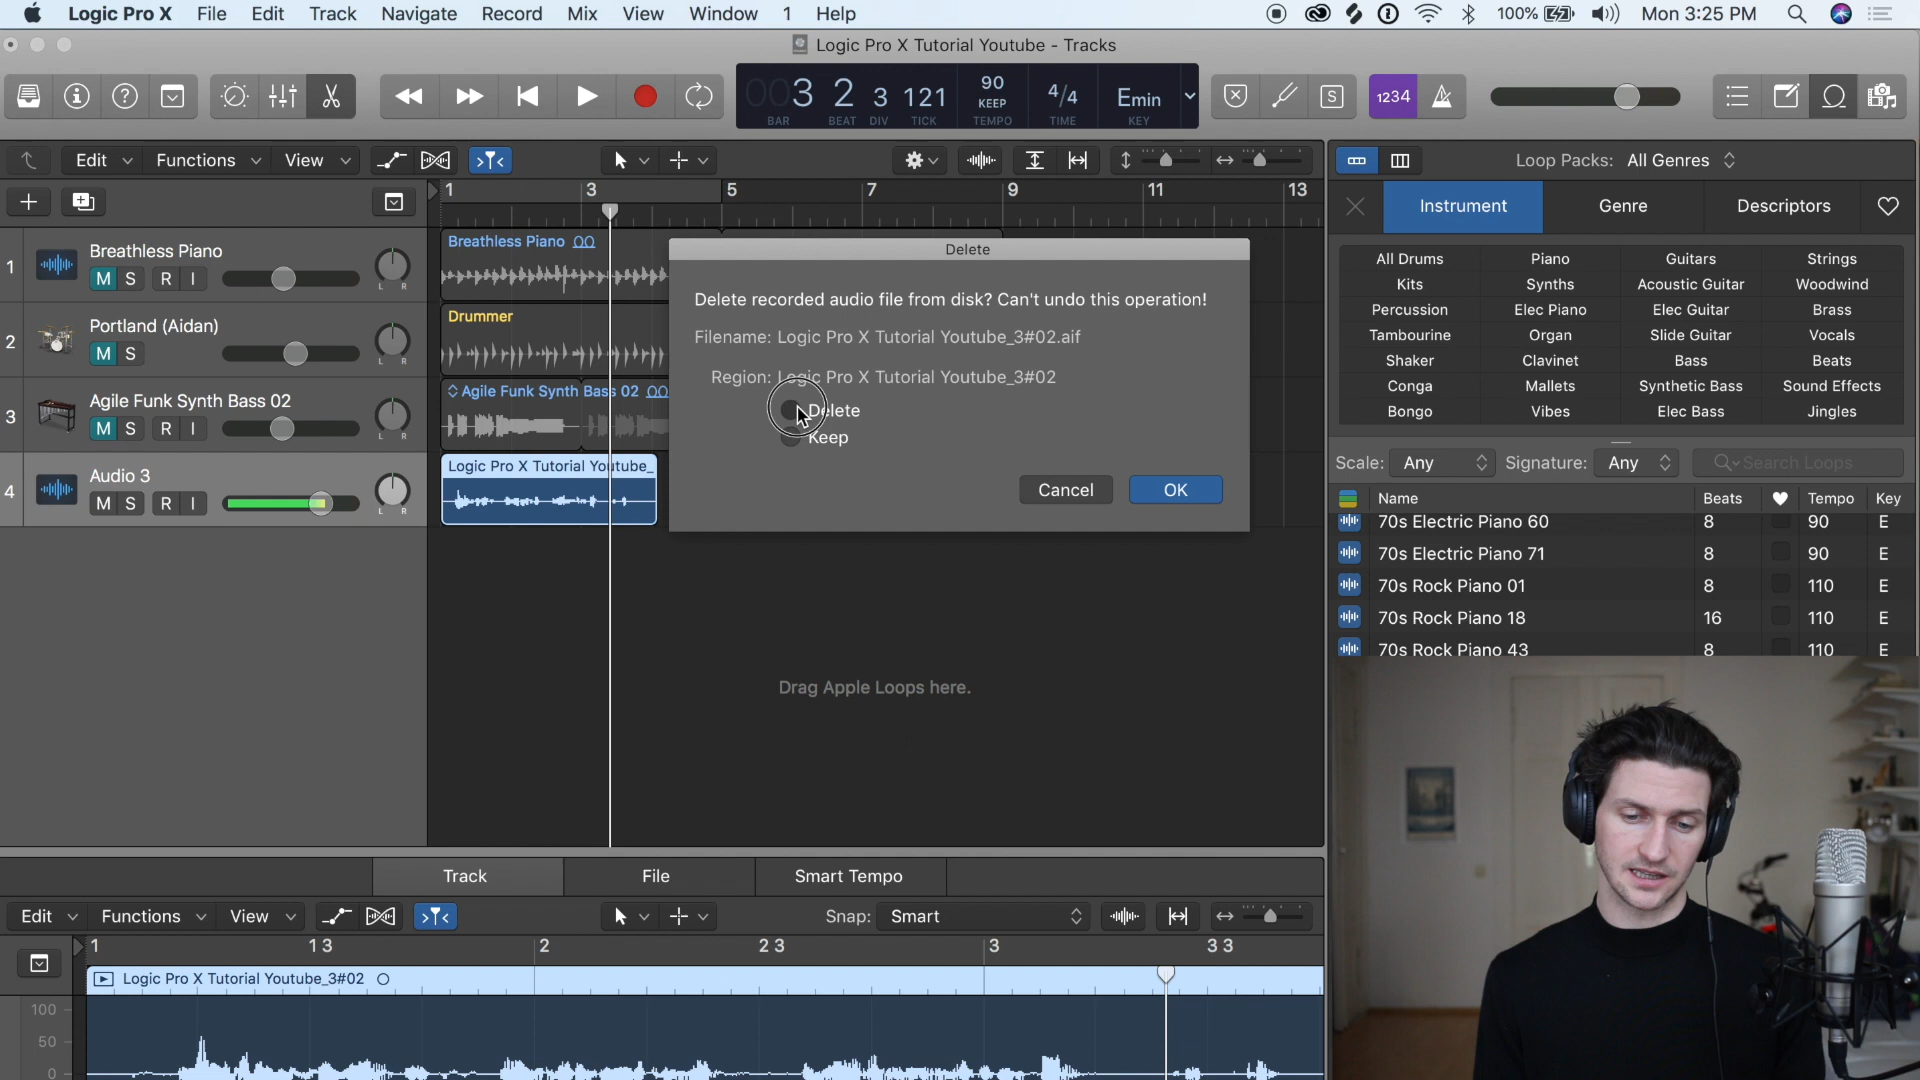 Logic Pro X File Edit Track Navigate Record Mix View Window 1 Help 100% Mon 3:25 PM
Logic Pro X Tutorial Youtube - Tracks
003 2 3 121 90 KEEP 4/4 Emin 1234
BAR BEAT DIV TICK TEMPO TIME KEY
S
Edit Functions View
Loop Packs: All Genres
1 3 5 7 9 11 13
Instrument Genre Descriptors
1 Breathless Piano
M S R I L R
2 Portland (Aidan)
M S L R
3 Agile Funk Synth Bass 02
M S R I L R
4 Audio 3
M S R I L R
Breathless Piano
Drummer
Agile Funk Synth Bass 02
Logic Pro X Tutorial Youtube_
Delete
Delete recorded audio file from disk? Can't undo this operation!
Filename: Logic Pro X Tutorial Youtube_3#02.aif
Region: Logic Pro X Tutorial Youtube_3#02
Delete
Keep
Cancel OK
All Drums Piano Guitars Strings
Kits Synths Acoustic Guitar Woodwind
Percussion Elec Piano Elec Guitar Brass
Tambourine Organ Slide Guitar Vocals
Shaker Clavinet Bass Beats
Conga Mallets Synthetic Bass Sound Effects
Bongo Vibes Elec Bass Jingles
Scale: Any Signature: Any Search Loops
Name Beats Tempo Key
70s Electric Piano 60 8 90 E
70s Electric Piano 71 8 90 E
70s Rock Piano 01 8 110 E
70s Rock Piano 18 16 110 E
70s Rock Piano 43 8 110 E
Drag Apple Loops here.
Track File Smart Tempo
Edit Functions View Snap: Smart
1 1 3 2 2 3 3 3 3
Logic Pro X Tutorial Youtube_3#02
100
50
0